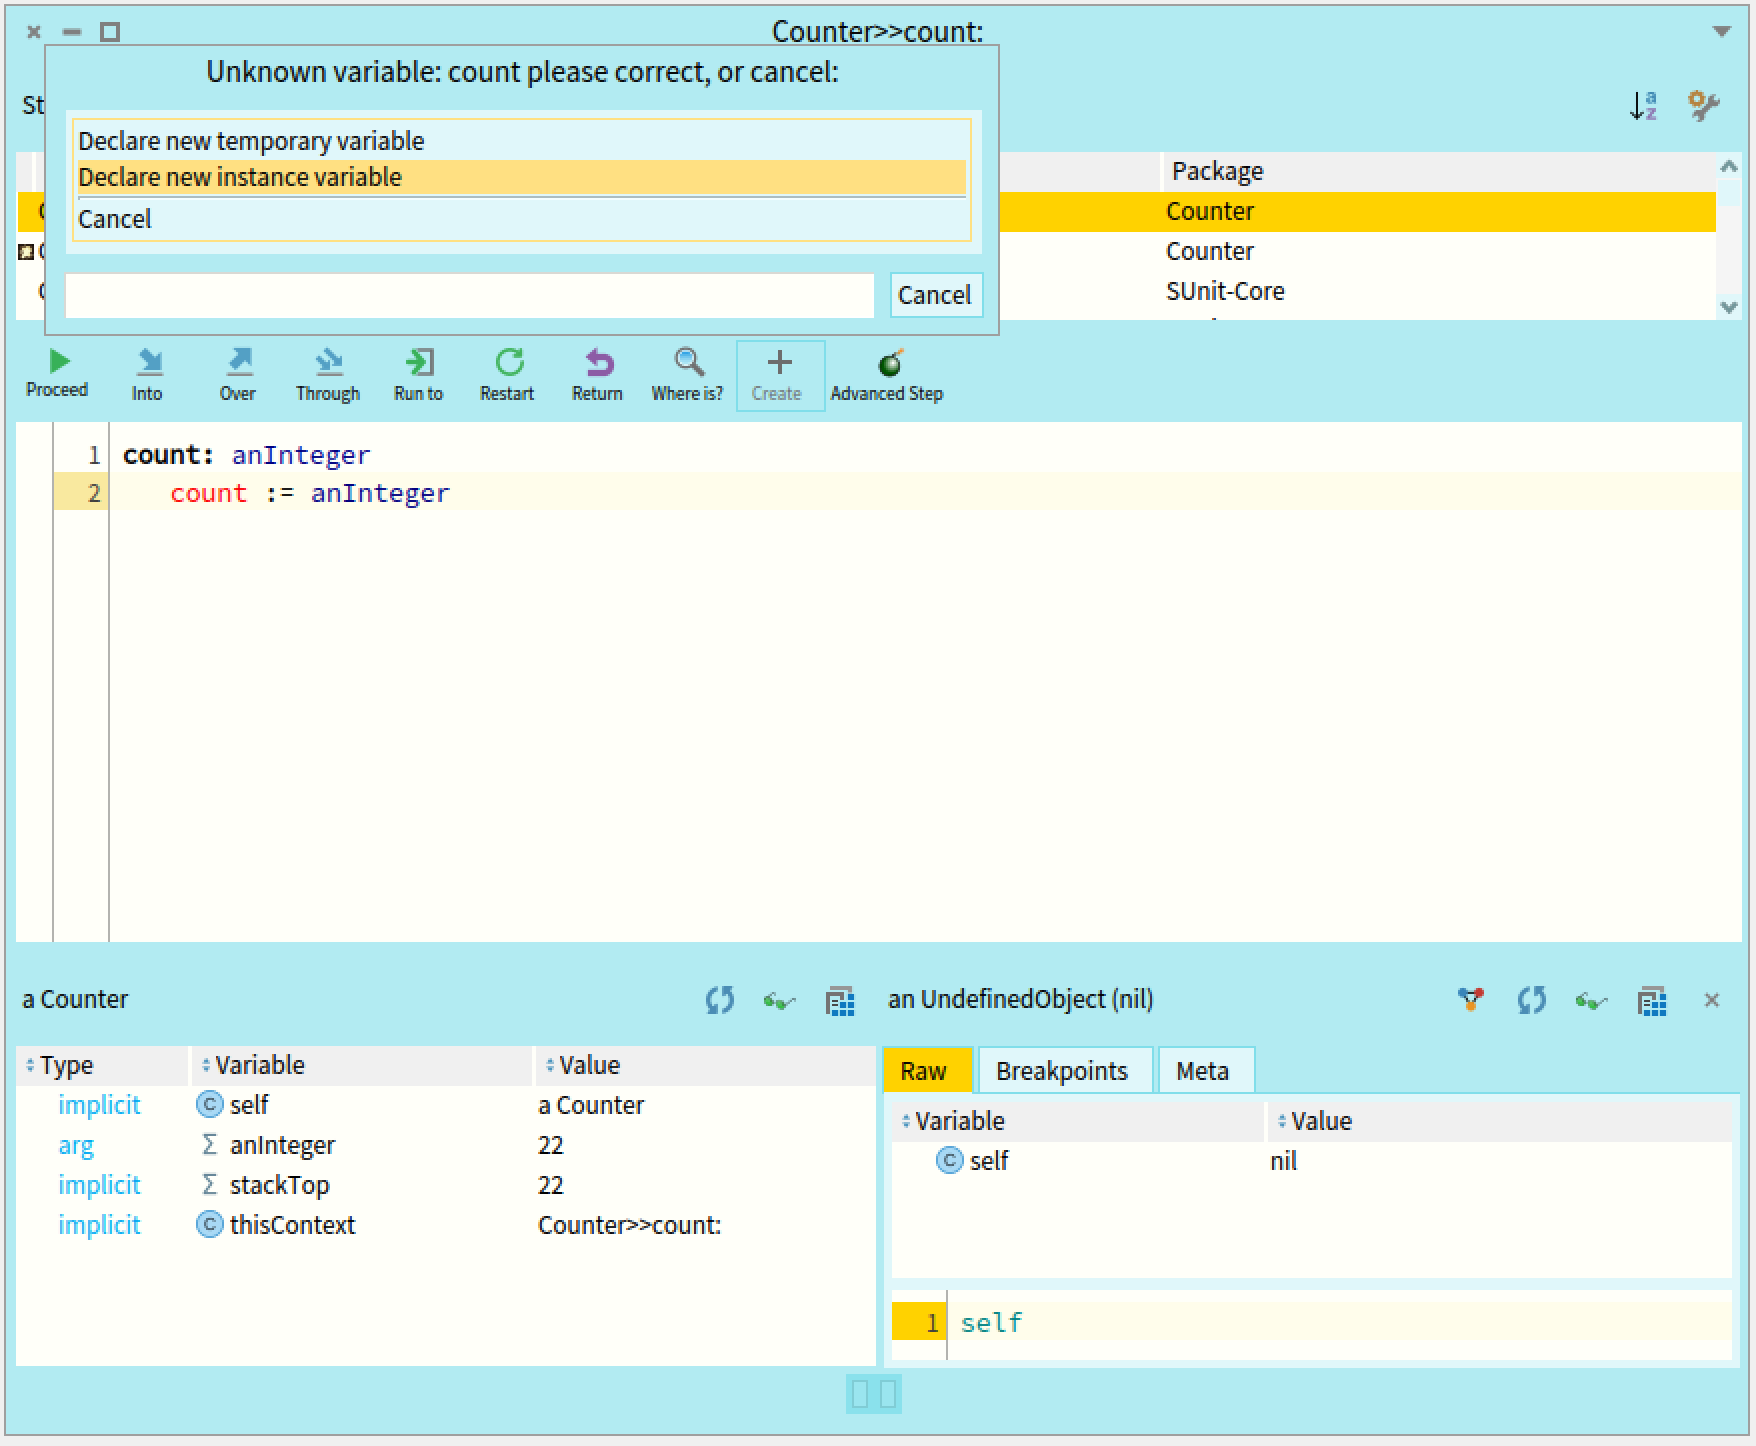 Counter>>count:
Unknown variable: count please correct, or cancel:
St
Declare new temporary variable
Declare new instance variable
Cancel
Cancel
Package
Counter
Counter
SUnit-Core
Proceed
Into
Over
Through
Run to
Restart
Return
Where is?
Create
Advanced Step
1 count: anInteger
2 count := anInteger
a Counter
Type Variable Value
implicit self a Counter
arg anInteger 22
implicit stackTop 22
implicit thisContext Counter>>count:
an UndefinedObject (nil)
Raw Breakpoints Meta
Variable Value
self nil
1 self